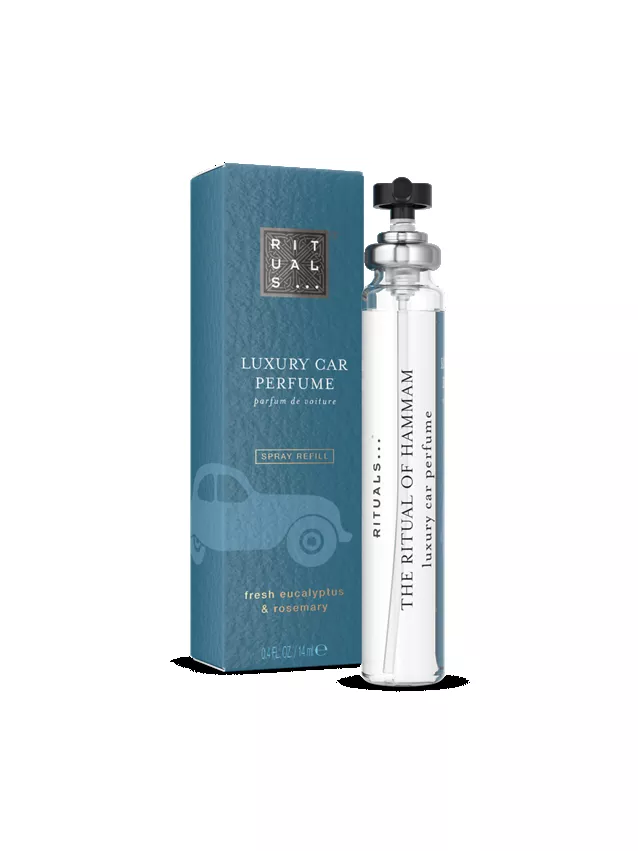 RIT
UAL
S...
LUXURY CAR
PERFUME
parfum de voiture
SPRAY REFILL
fresh eucalyptus
& rosemary
0.4 FL. OZ / 14 ml ℮
RITUALS...
THE RITUAL OF HAMMAM
luxury car perfume